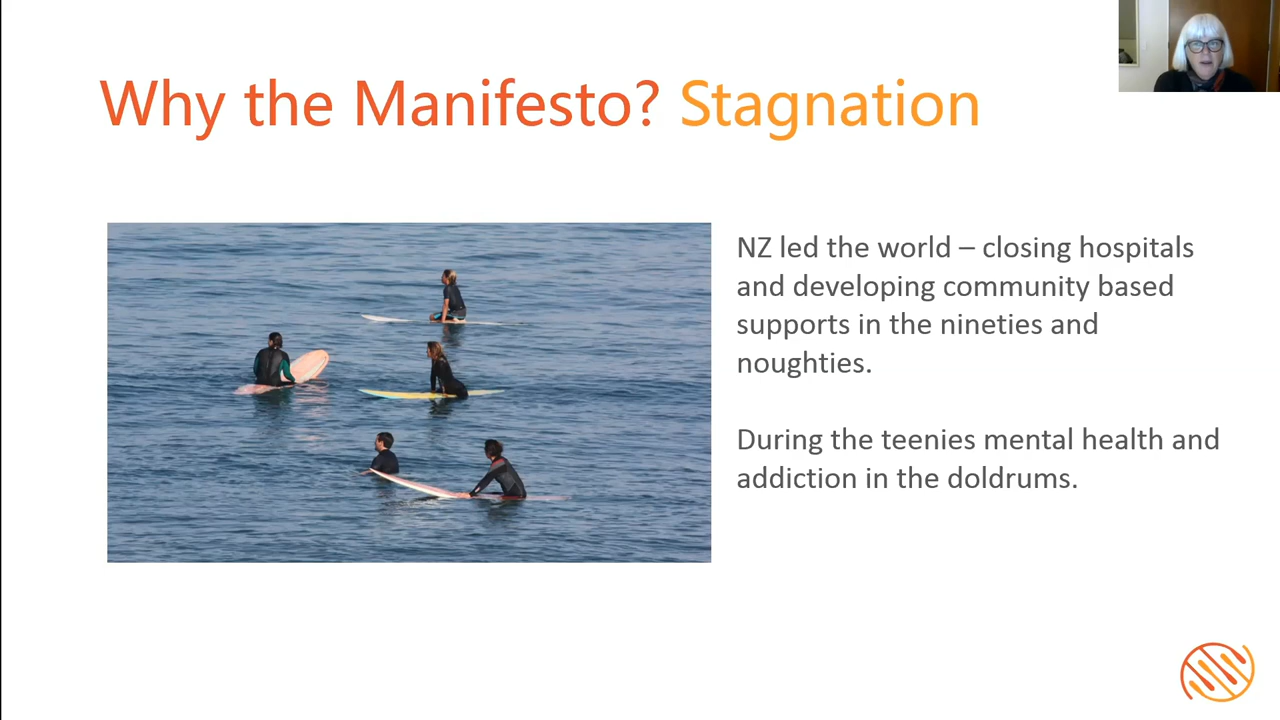 Why the Manifesto? Stagnation
NZ led the world – closing hospitals
and developing community based
supports in the nineties and
noughties.
During the teenies mental health and
addiction in the doldrums.